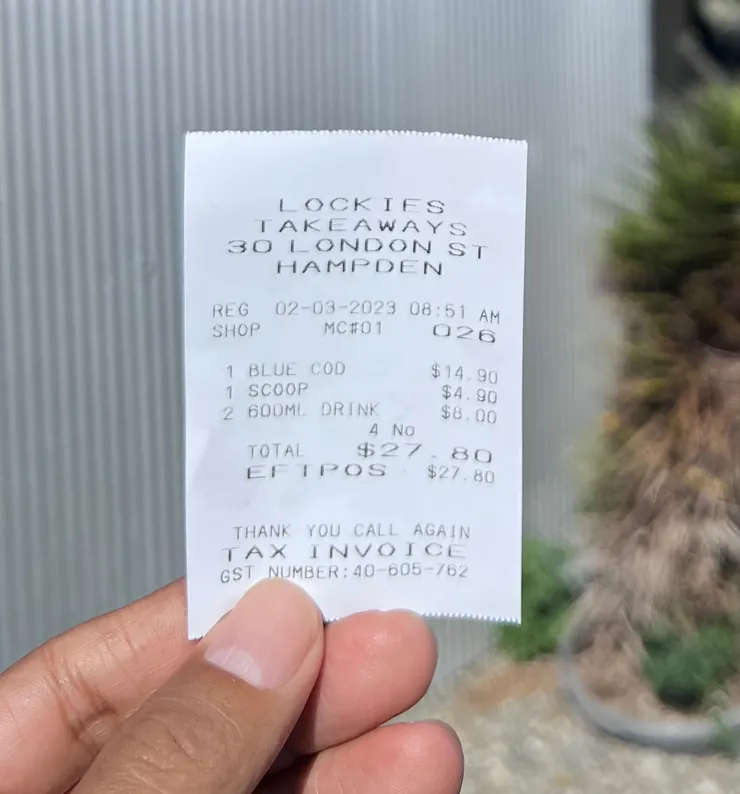 LOCKIES
TAKEAWAYS
30 LONDON ST
HAMPDEN
REG 02-03-2023 08:51 AM
SHOP MC#01 026
1 BLUE COD $14.90
1 SCOOP $4.90
2 600ML DRINK $8.00
4 No
TOTAL $27.80
EFTPOS $27.80
THANK YOU CALL AGAIN
TAX INVOICE
GST NUMBER:40-605-762